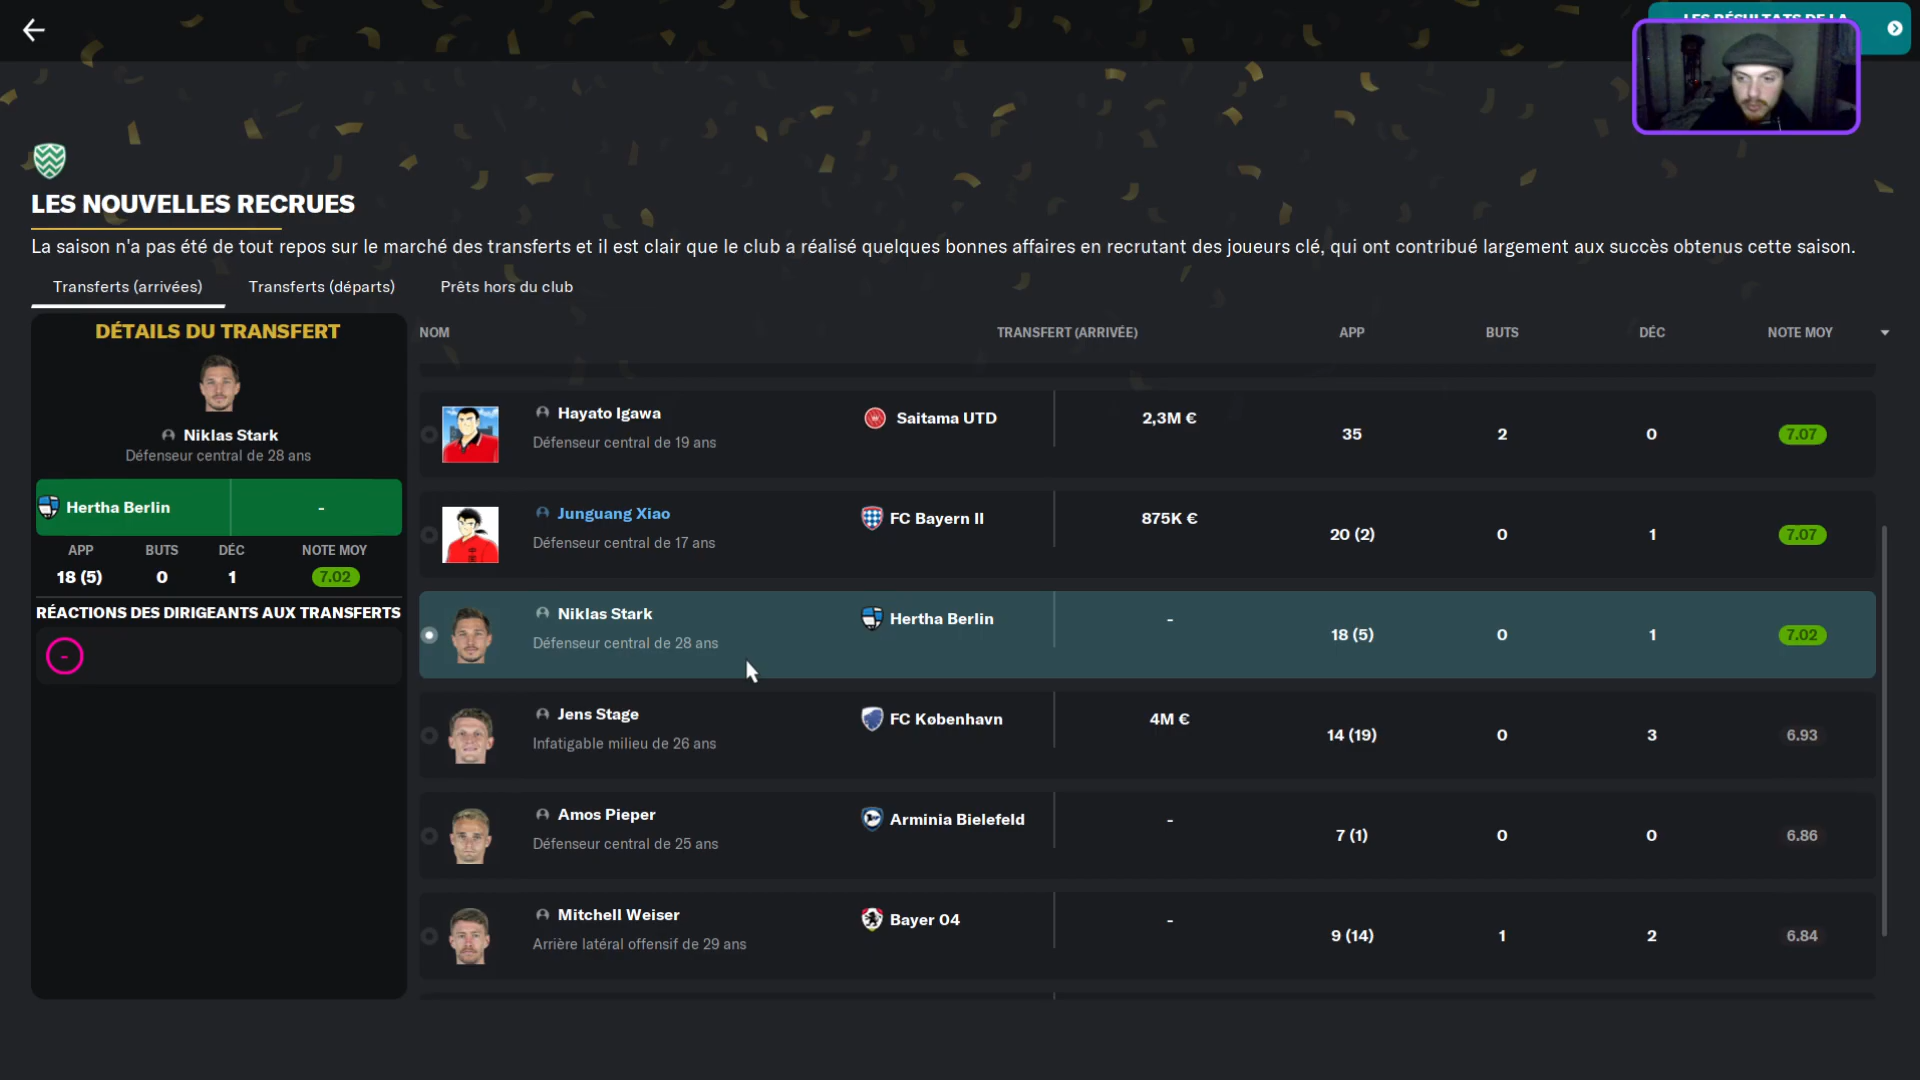 LES RÉSULTATS DE LA
LES NOUVELLES RECRUES
La saison n'a pas été de tout repos sur le marché des transferts et il est clair que le club a réalisé quelques bonnes affaires en recrutant des joueurs clé, qui ont contribué largement aux succès obtenus cette saison.
Transferts (arrivées) Transferts (départs) Prêts hors du club
DÉTAILS DU TRANSFERT
Niklas Stark
Défenseur central de 28 ans
Hertha Berlin -
APP BUTS DÉC NOTE MOY
18 (5) 0 1 7.02
RÉACTIONS DES DIRIGEANTS AUX TRANSFERTS
-
NOM TRANSFERT (ARRIVÉE) APP BUTS DÉC NOTE MOY
Hayato Igawa Saitama UTD 2,3M € 35 2 0 7.07
Défenseur central de 19 ans
Junguang Xiao FC Bayern II 875K € 20 (2) 0 1 7.07
Défenseur central de 17 ans
Niklas Stark Hertha Berlin - 18 (5) 0 1 7.02
Défenseur central de 28 ans
Jens Stage FC København 4M € 14 (19) 0 3 6.93
Infatigable milieu de 26 ans
Amos Pieper Arminia Bielefeld - 7 (1) 0 0 6.86
Défenseur central de 25 ans
Mitchell Weiser Bayer 04 - 9 (14) 1 2 6.84
Arrière latéral offensif de 29 ans